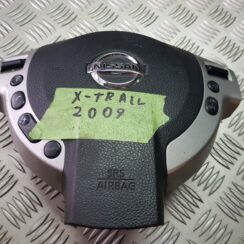 NISSAN
X-TRAIL
2009
SRS
AIRBAG